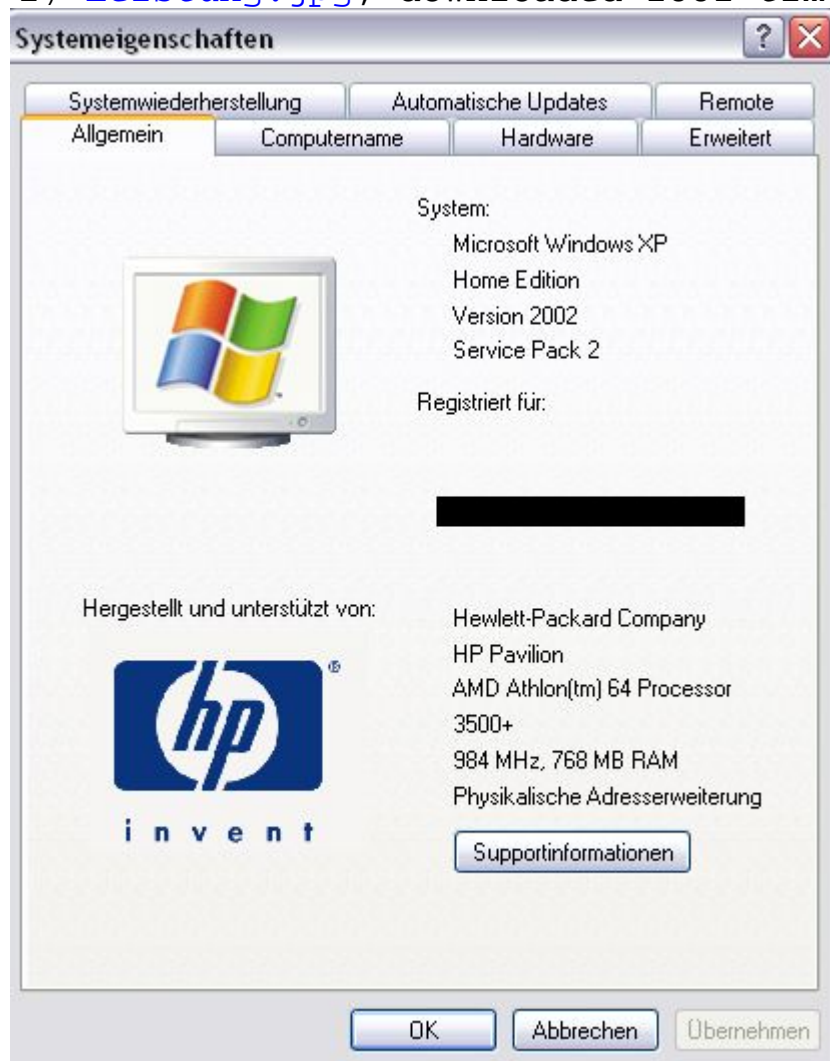 Systemeigenschaften
Systemwiederherstellung Automatische Updates Remote
Allgemein Computername Hardware Erweitert
System:
Microsoft Windows XP
Home Edition
Version 2002
Service Pack 2
Registriert für:
Hergestellt und unterstützt von:
Hewlett-Packard Company
HP Pavilion
AMD Athlon(tm) 64 Processor
3500+
984 MHz, 768 MB RAM
Physikalische Adresserweiterung
hp ®
invent
Supportinformationen
OK Abbrechen Übernehmen